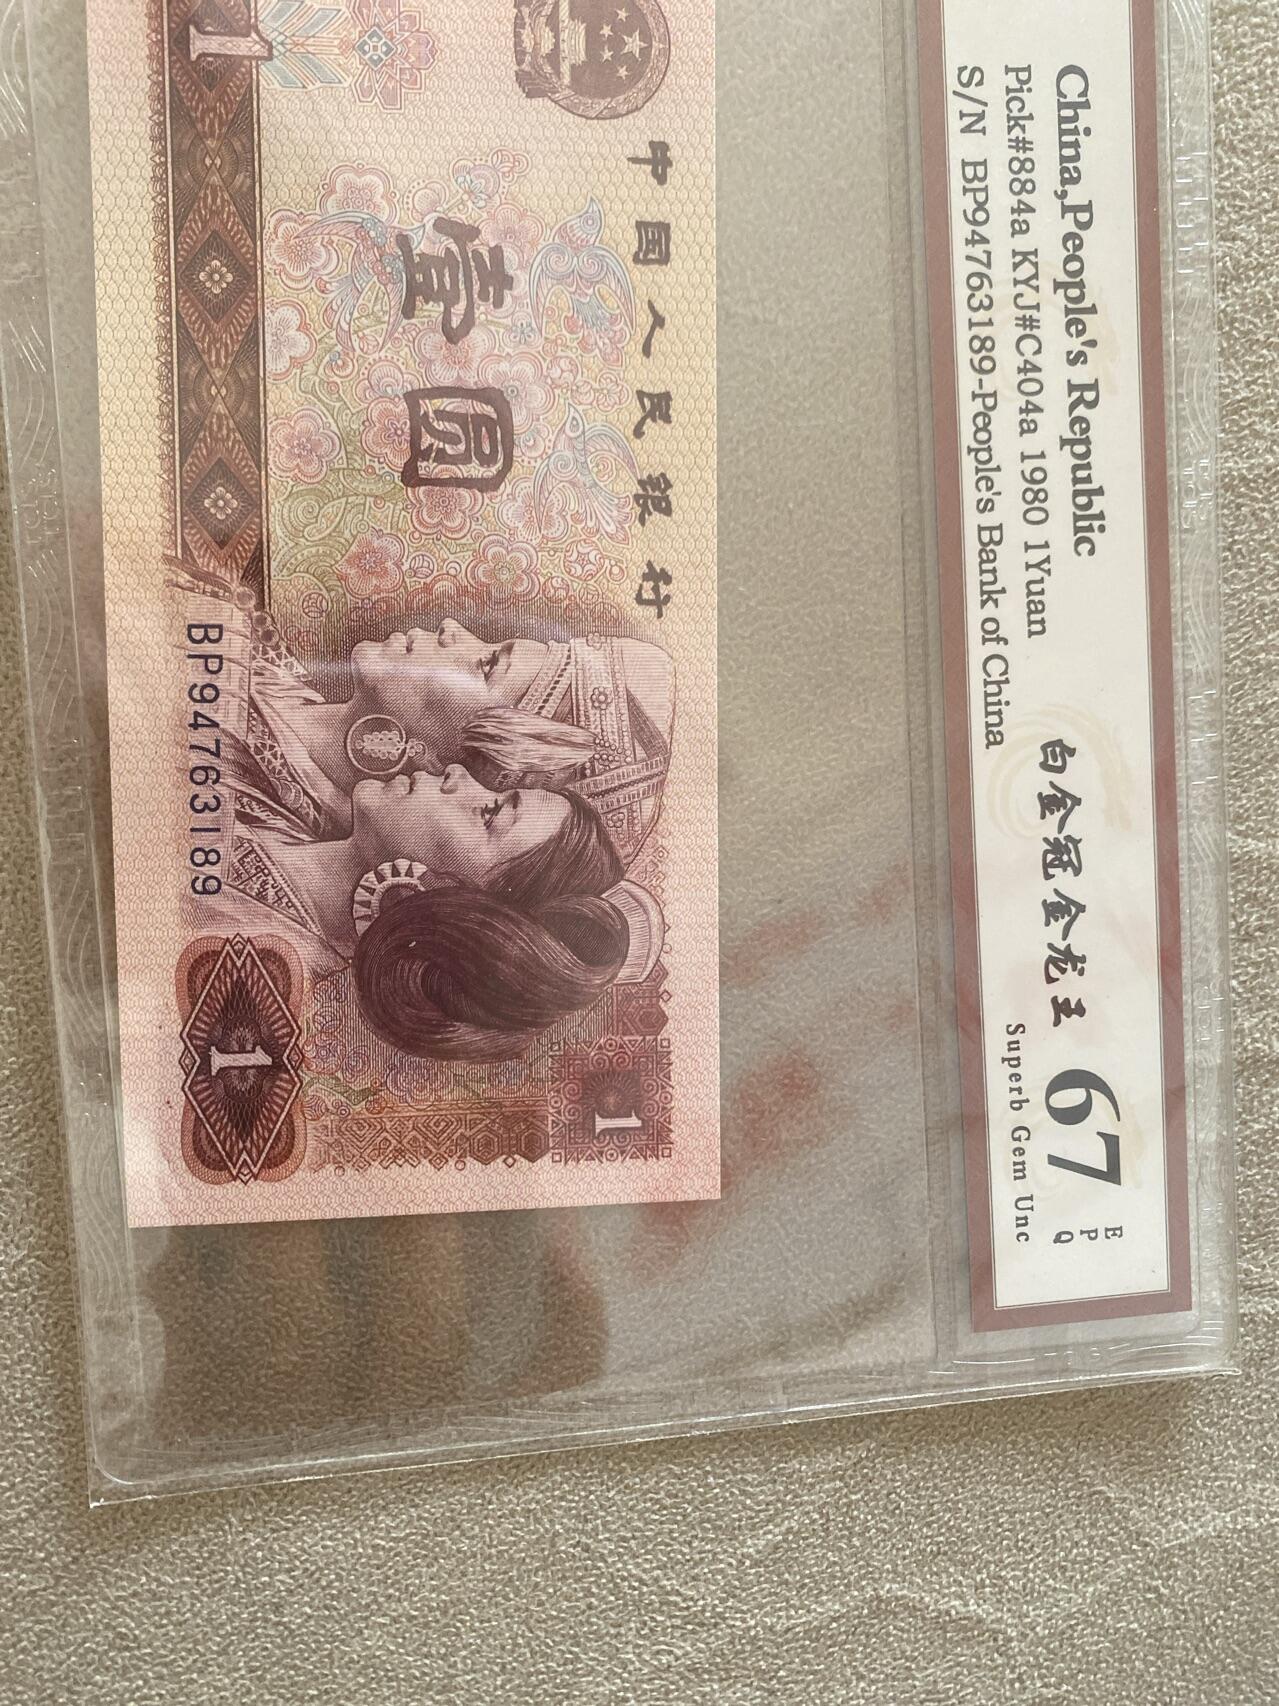 China,People's Republic
Pick#884a KYJ#C404a 1980 1Yuan
S/N BP94763189-People's Bank of China
白金冠金龙王
67
EPQ
Superb Gem Unc
中国人民银行
壹圆
1
BP94763189
1
1